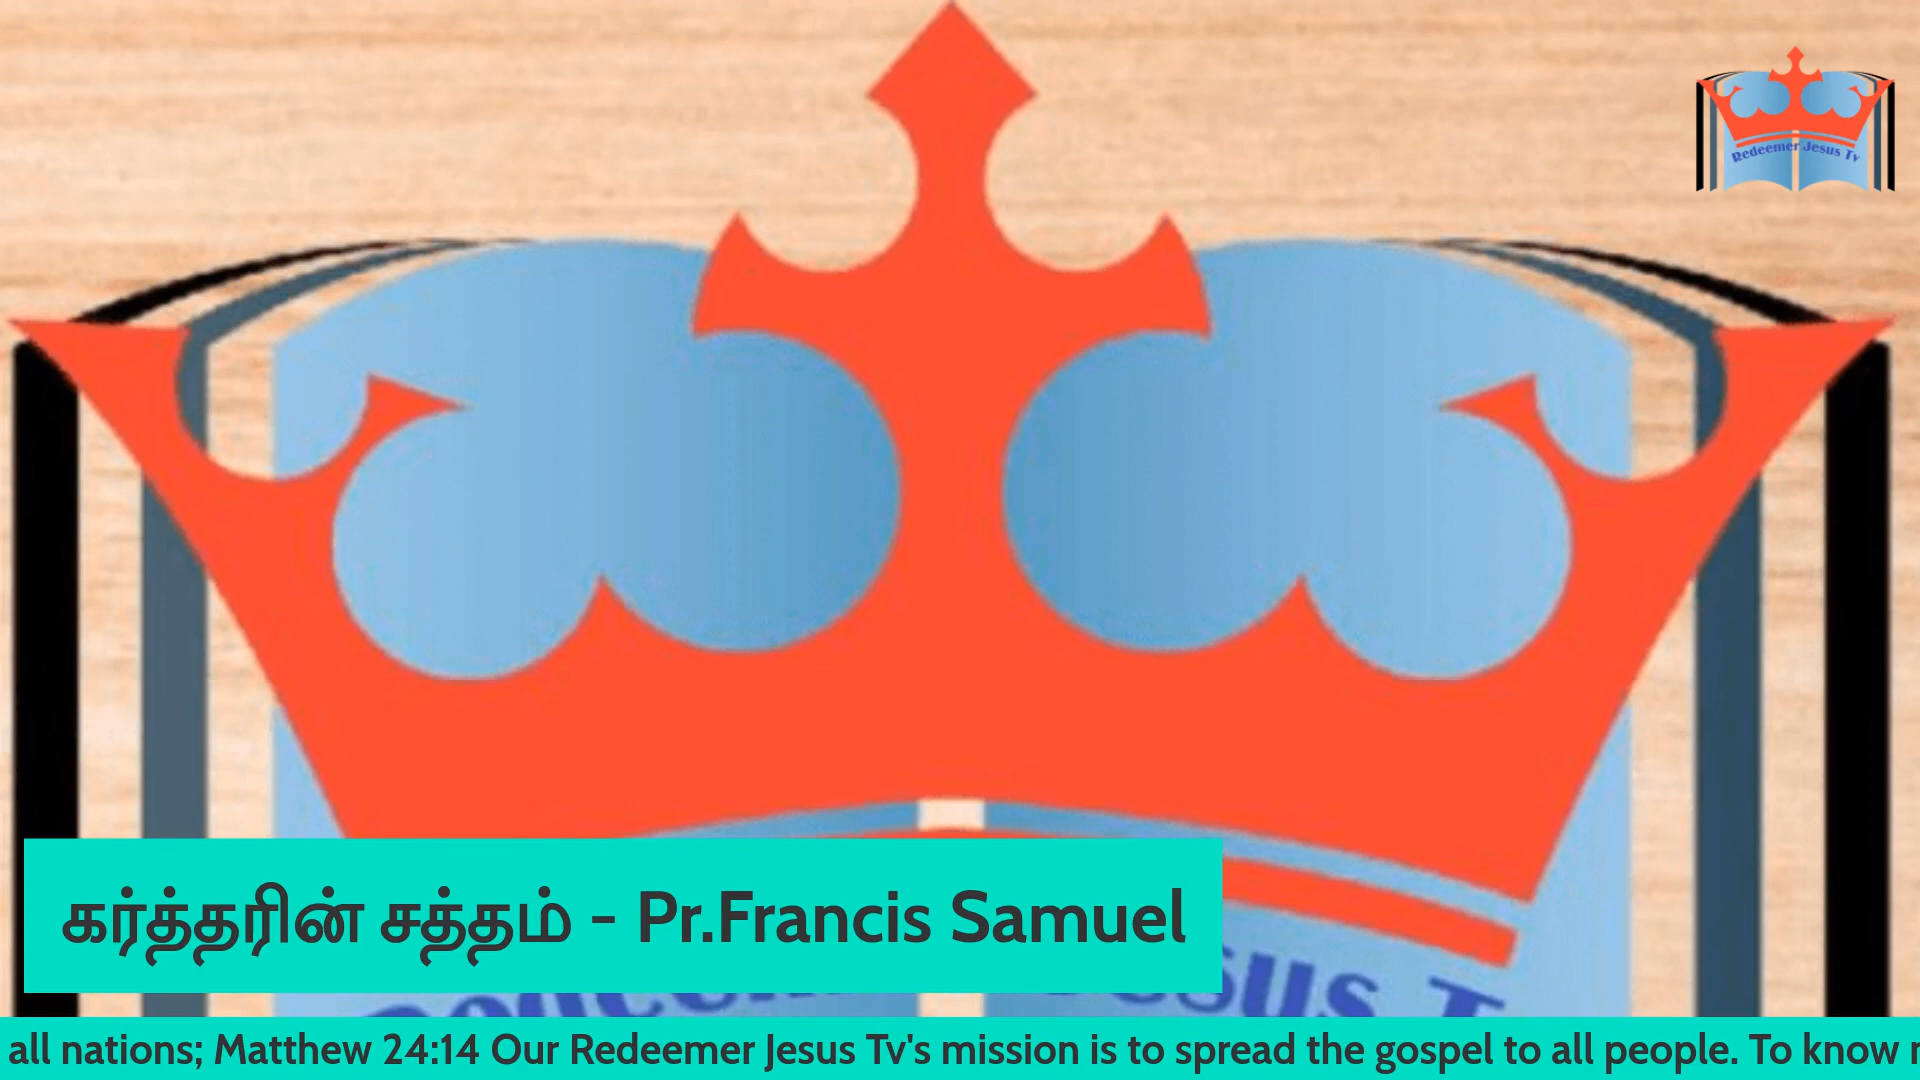 Redeemer Jesus Tv
கர்த்தரின் சத்தம் - Pr.Francis Samuel
all nations; Matthew 24:14 Our Redeemer Jesus Tv's mission is to spread the gospel to all people. To know